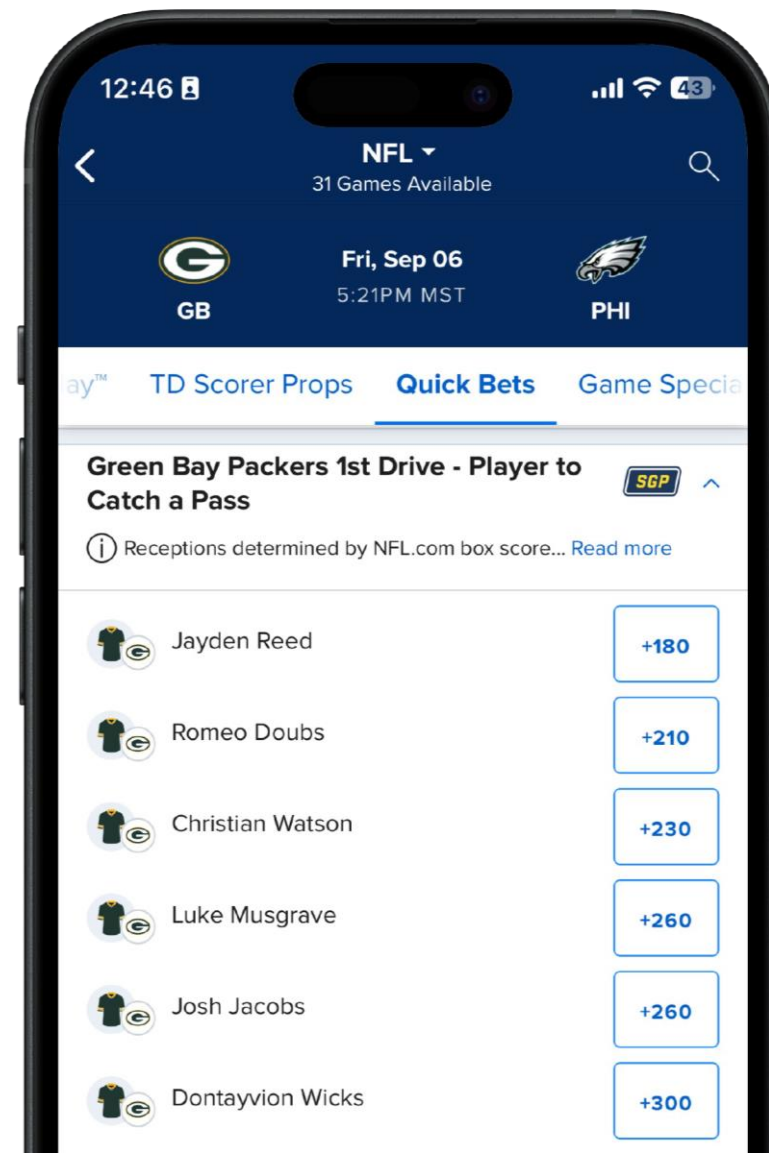 12:46
43
NFL
31 Games Available
G
GB
Fri, Sep 06
5:21PM MST
PHI
ay™ TD Scorer Props Quick Bets Game Specia
Green Bay Packers 1st Drive - Player to
Catch a Pass
SGP
Receptions determined by NFL.com box score... Read more
G Jayden Reed +180
G Romeo Doubs +210
G Christian Watson +230
G Luke Musgrave +260
G Josh Jacobs +260
G Dontayvion Wicks +300